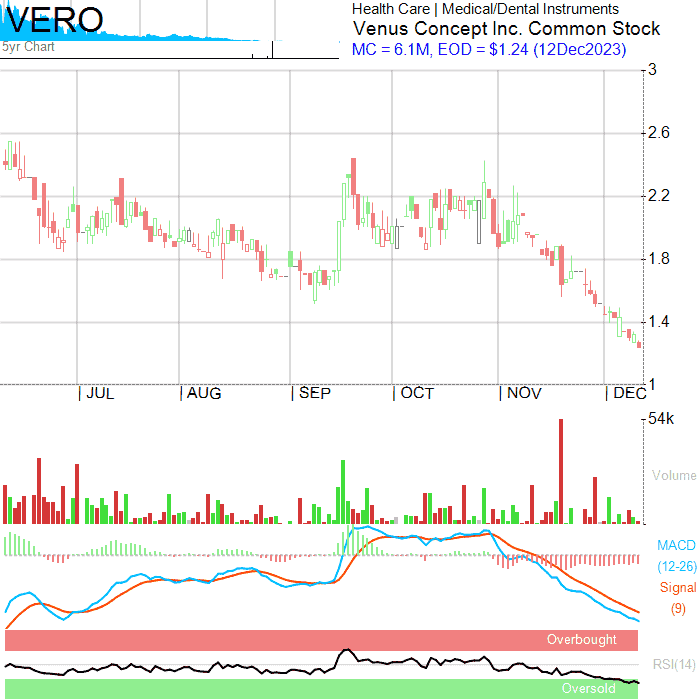 VERO
Health Care | Medical/Dental Instruments
Venus Concept Inc. Common Stock
5yr Chart
MC = 6.1M, EOD = $1.24 (12Dec2023)
3
2.6
2.2
1.8
1.4
1
| JUL | AUG | SEP | OCT | NOV | DEC
54k
Volume
MACD
(12-26)
Signal
(9)
Overbought
RSI(14)
Oversold